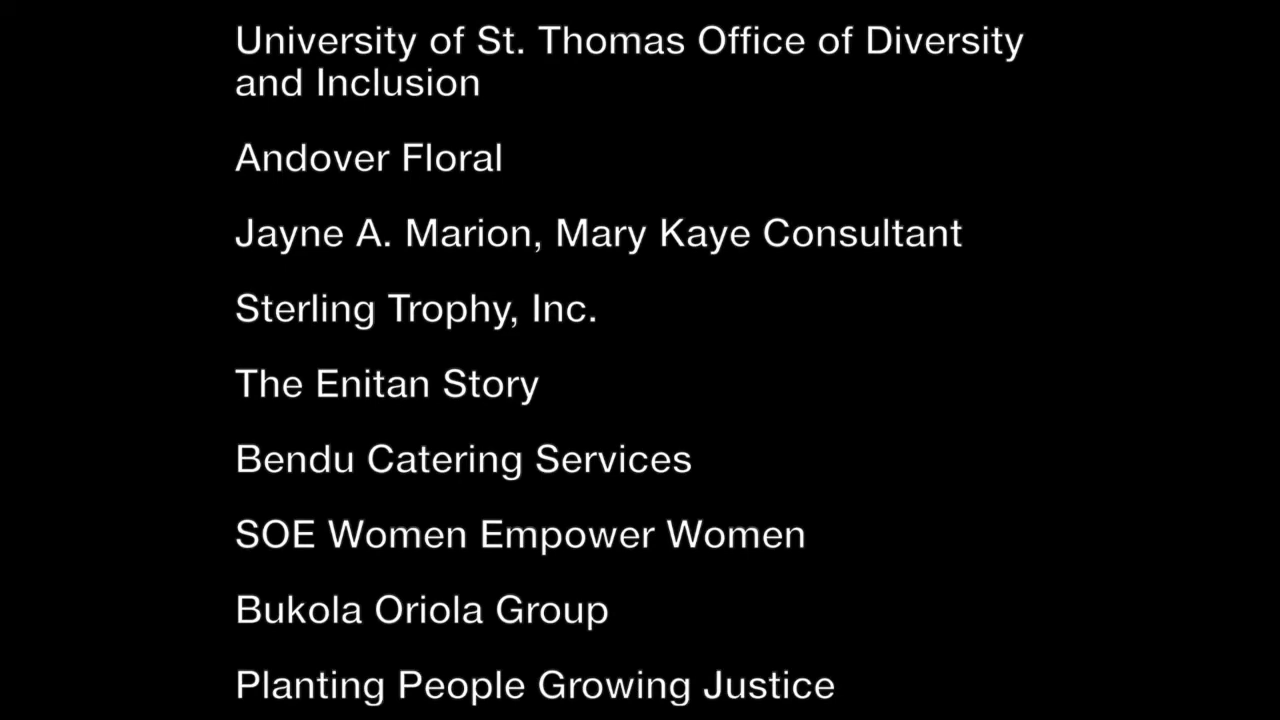 University of St. Thomas Office of Diversity
and Inclusion
Andover Floral
Jayne A. Marion, Mary Kaye Consultant
Sterling Trophy, Inc.
The Enitan Story
Bendu Catering Services
SOE Women Empower Women
Bukola Oriola Group
Planting People Growing Justice